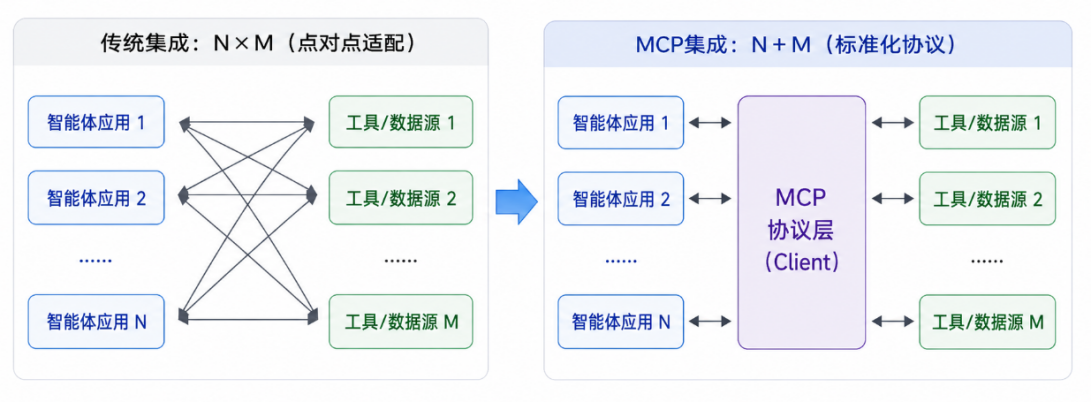 传统集成：N×M（点对点适配）
智能体应用 1
工具/数据源 1
智能体应用 2
工具/数据源 2
……
……
智能体应用 N
工具/数据源 M
MCP集成：N+M（标准化协议）
智能体应用 1
工具/数据源 1
智能体应用 2
工具/数据源 2
MCP
协议层
（Client）
……
……
智能体应用 N
工具/数据源 M